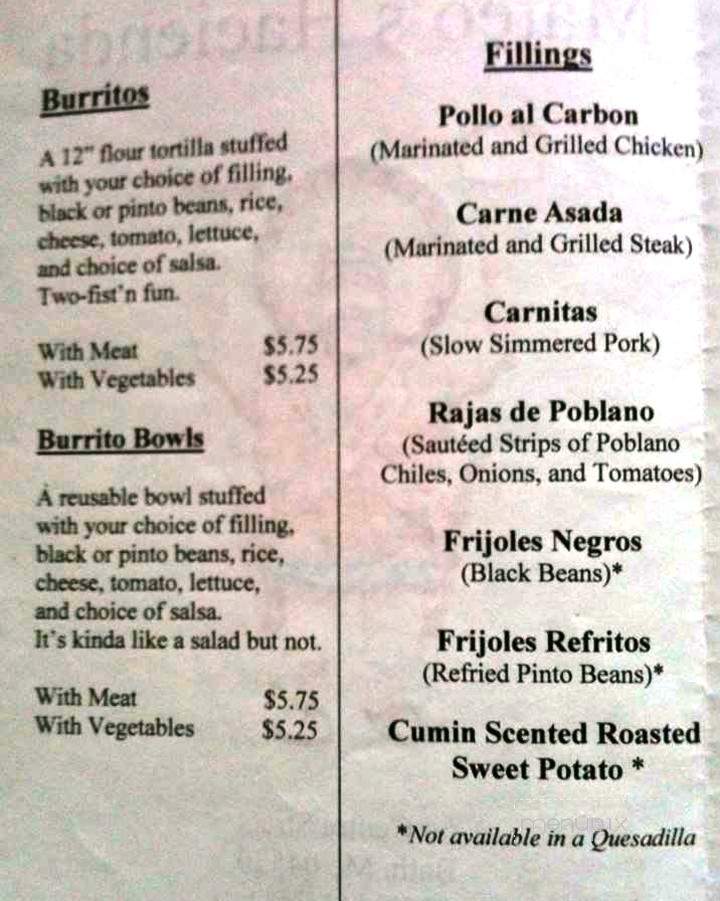 Burritos
A 12" flour tortilla stuffed
with your choice of filling,
black or pinto beans, rice,
cheese, tomato, lettuce,
and choice of salsa.
Two-fist'n fun.
With Meat $5.75
With Vegetables $5.25
Burrito Bowls
A reusable bowl stuffed
with your choice of filling,
black or pinto beans, rice,
cheese, tomato, lettuce,
and choice of salsa.
It's kinda like a salad but not.
With Meat $5.75
With Vegetables $5.25
Fillings
Pollo al Carbon
(Marinated and Grilled Chicken)
Carne Asada
(Marinated and Grilled Steak)
Carnitas
(Slow Simmered Pork)
Rajas de Poblano
(Sautéed Strips of Poblano
Chiles, Onions, and Tomatoes)
Frijoles Negros
(Black Beans)*
Frijoles Refritos
(Refried Pinto Beans)*
Cumin Scented Roasted
Sweet Potato *
menupix
*Not available in a Quesadilla